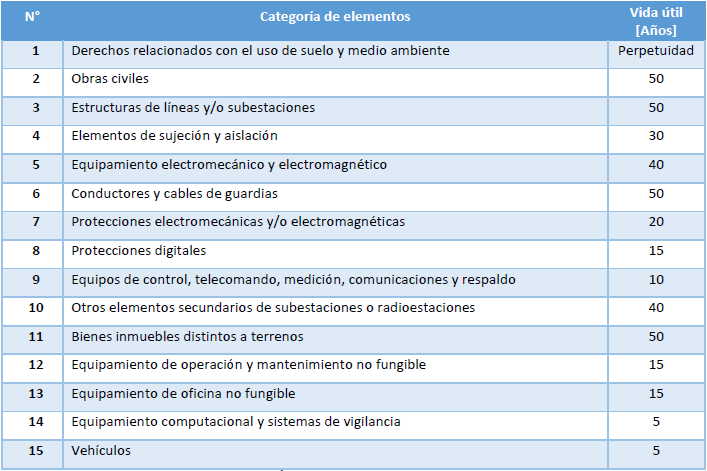 N° Categoría de elementos Vida útil [Años]
1 Derechos relacionados con el uso de suelo y medio ambiente Perpetuidad
2 Obras civiles 50
3 Estructuras de líneas y/o subestaciones 50
4 Elementos de sujeción y aislación 30
5 Equipamiento electromecánico y electromagnético 40
6 Conductores y cables de guardias 50
7 Protecciones electromecánicas y/o electromagnéticas 20
8 Protecciones digitales 15
9 Equipos de control, telecomando, medición, comunicaciones y respaldo 10
10 Otros elementos secundarios de subestaciones o radioestaciones 40
11 Bienes inmuebles distintos a terrenos 50
12 Equipamiento de operación y mantenimiento no fungible 15
13 Equipamiento de oficina no fungible 15
14 Equipamiento computacional y sistemas de vigilancia 5
15 Vehículos 5